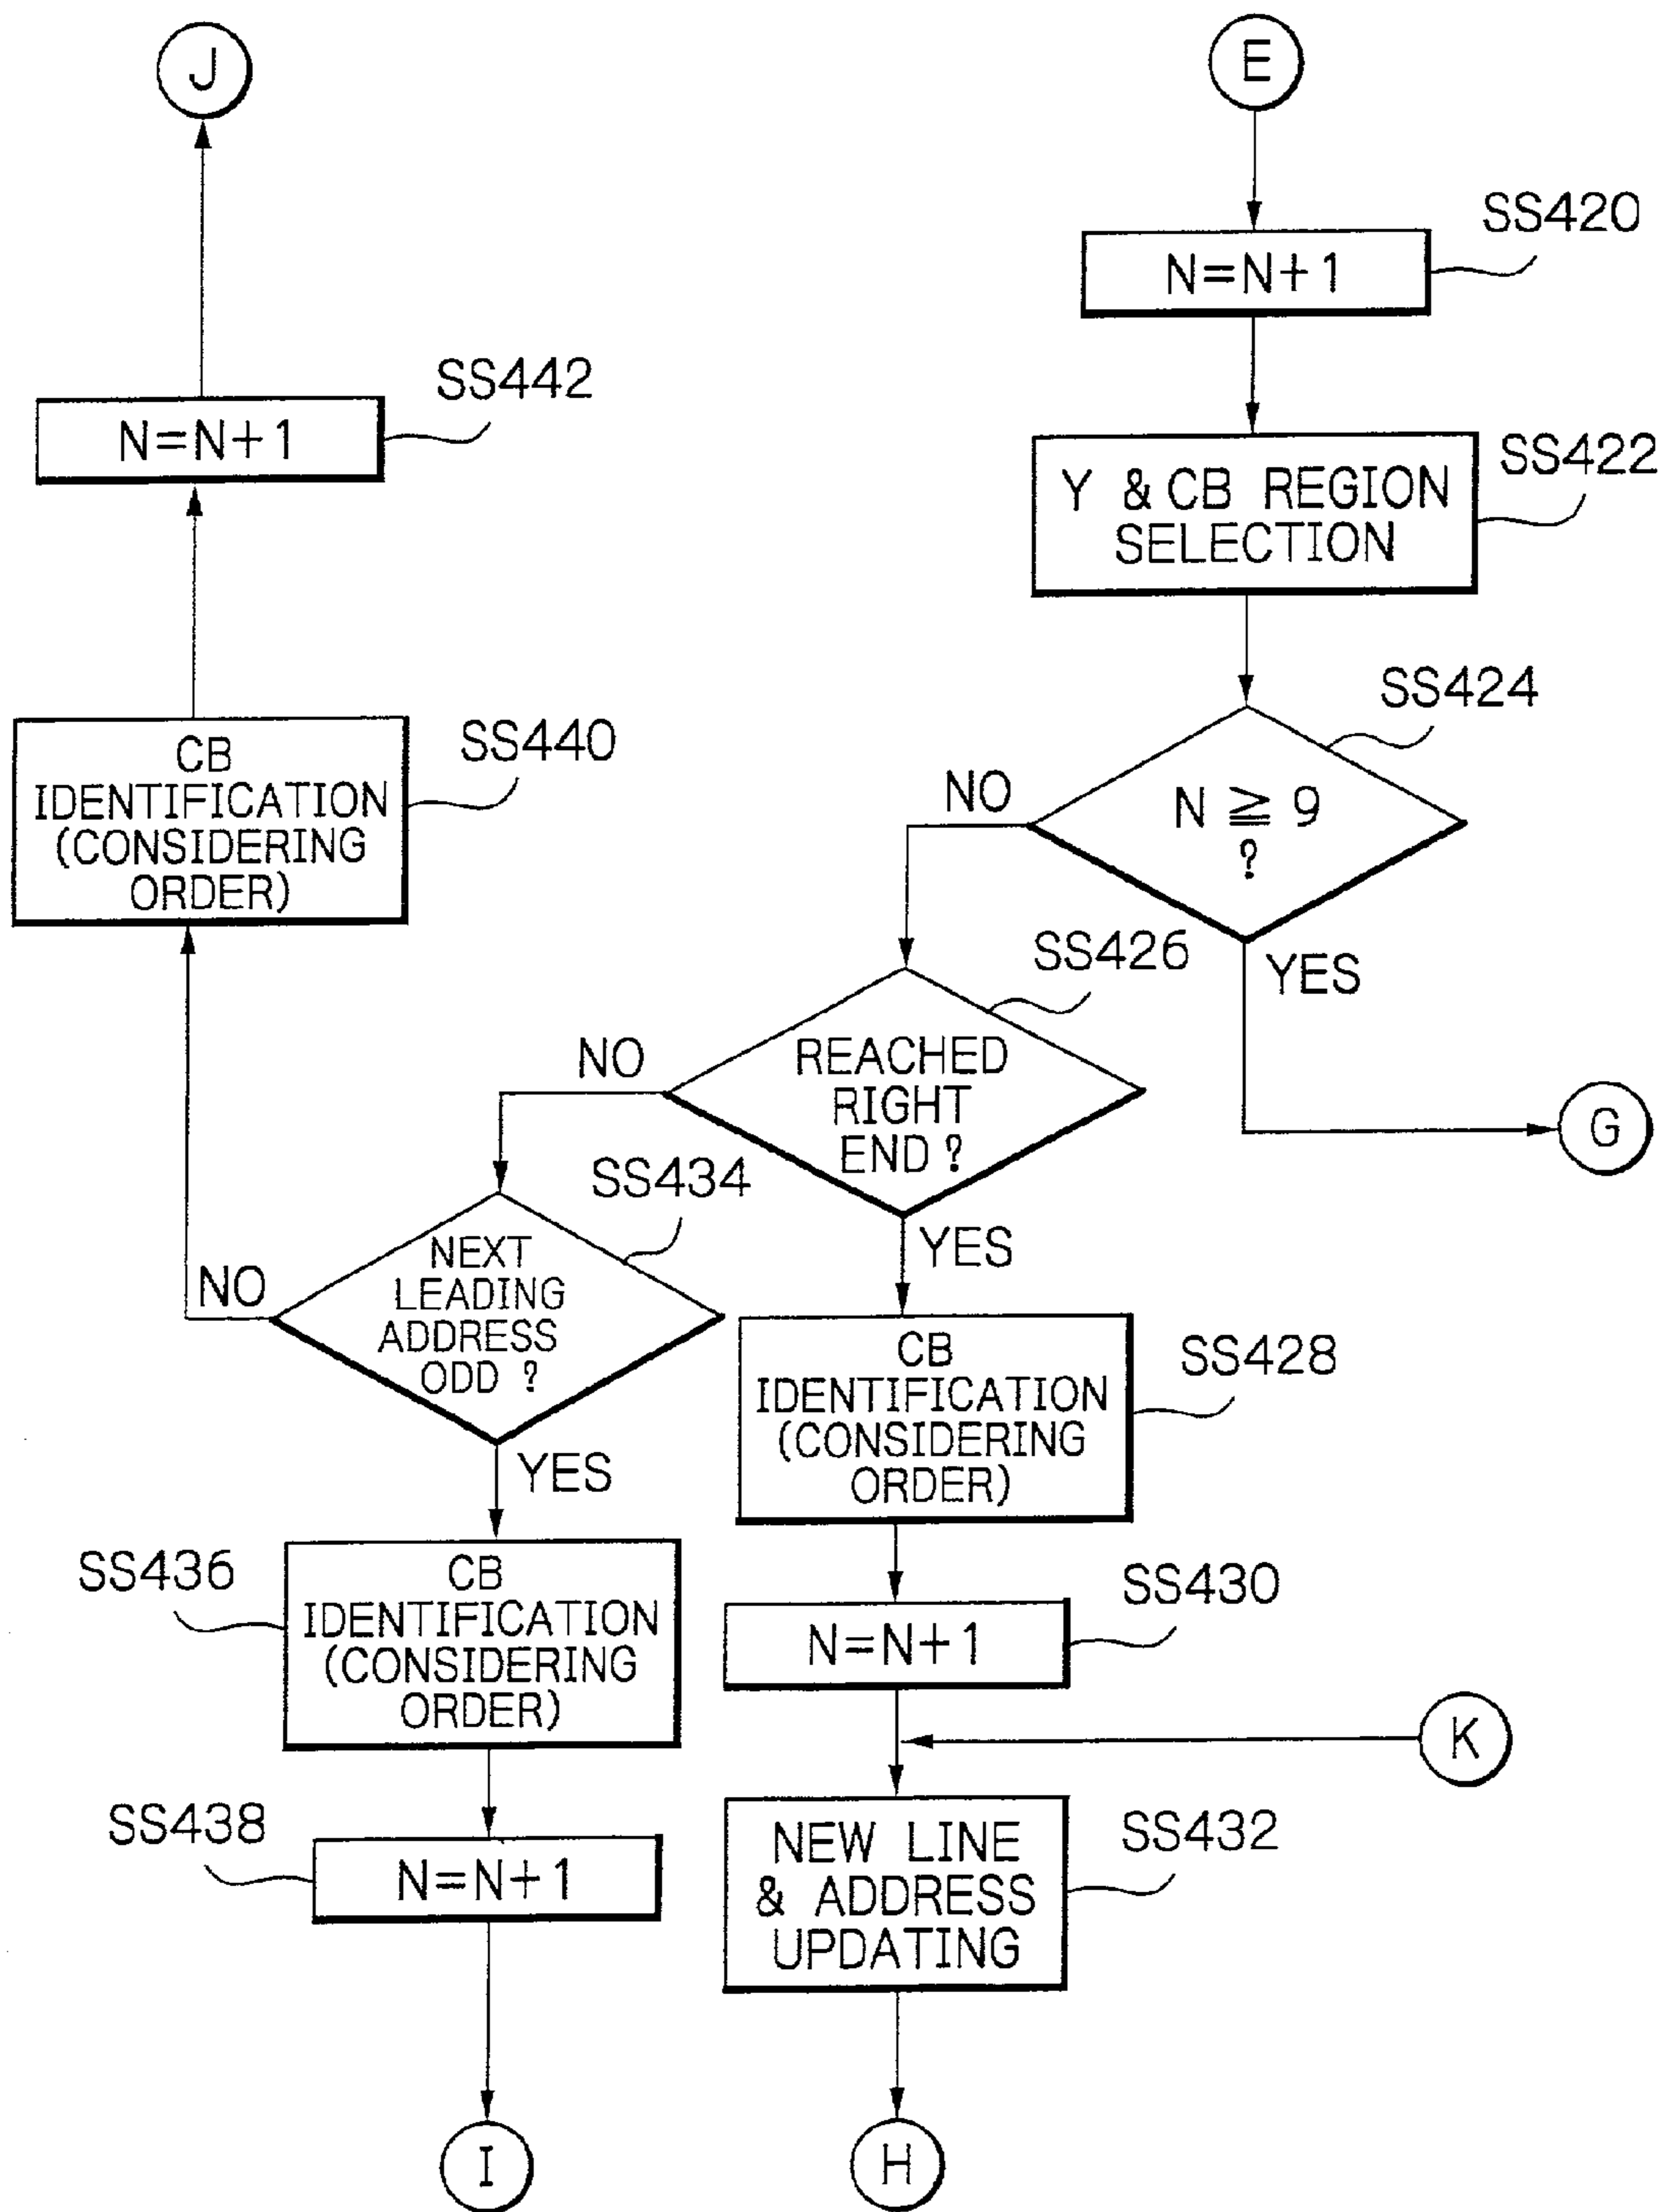 J
E
SS420
N=N+1
SS442
N=N+1
SS422
Y & CB REGION
SELECTION
SS424
N ≧ 9
?
NO
YES
SS440
CB
IDENTIFICATION
(CONSIDERING
ORDER)
SS426
REACHED
RIGHT
END ?
NO
YES
G
SS434
NEXT
LEADING
ADDRESS
ODD ?
NO
YES
SS428
CB
IDENTIFICATION
(CONSIDERING
ORDER)
SS436
CB
IDENTIFICATION
(CONSIDERING
ORDER)
SS430
N=N+1
K
SS438
N=N+1
SS432
NEW LINE
& ADDRESS
UPDATING
I
H